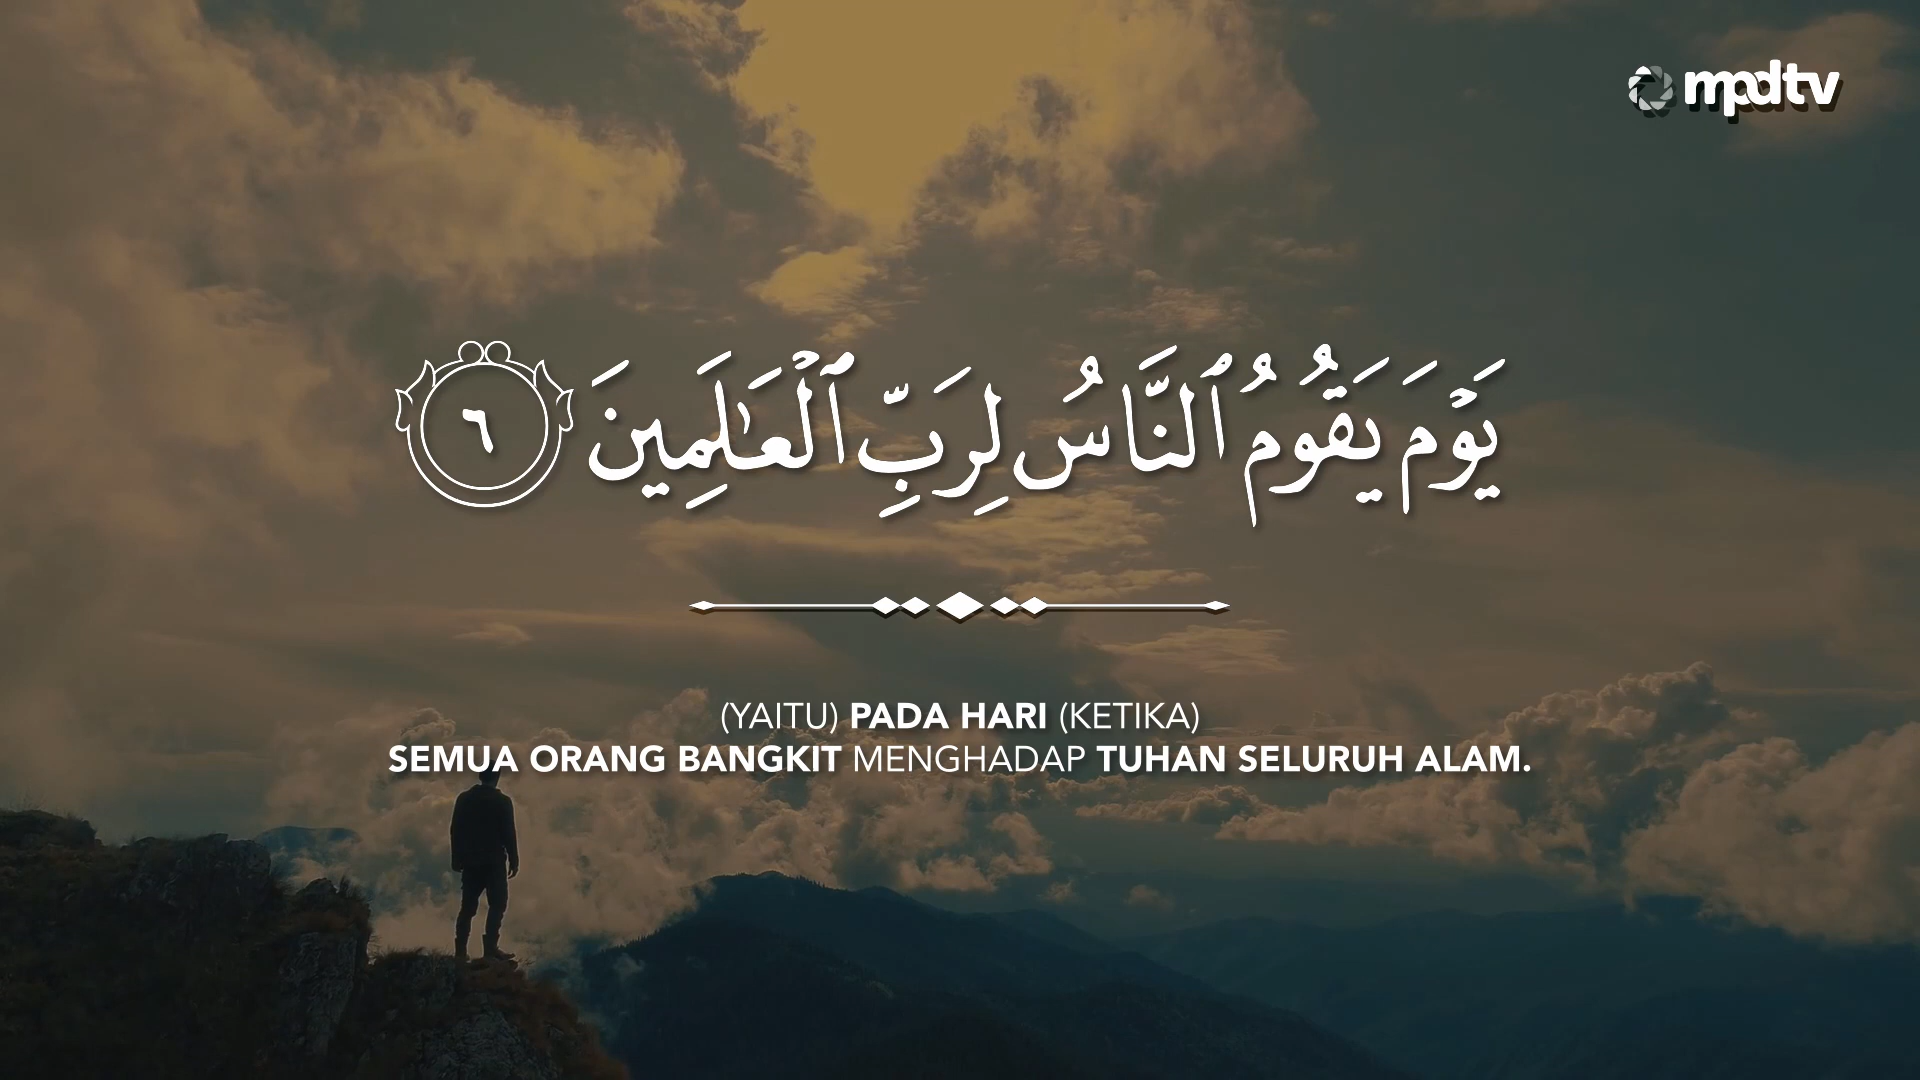 mpdtv
يَوْمَ يَقُومُ ٱلنَّاسُ لِرَبِّ ٱلْعَـٰلَمِينَ ٦
(YAITU) PADA HARI (KETIKA)
SEMUA ORANG BANGKIT MENGHADAP TUHAN SELURUH ALAM.